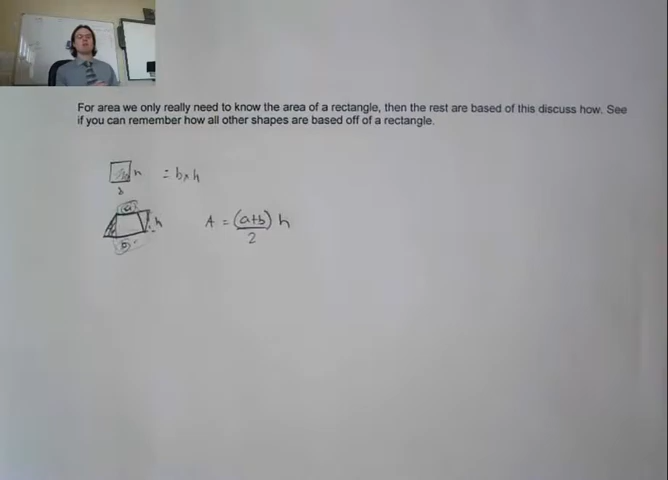 For area we only really need to know the area of a rectangle, then the rest are based of this discuss how. See
if you can remember how all other shapes are based off of a rectangle.
h = b × h
b
a
h A = (a+b)/2 h
b